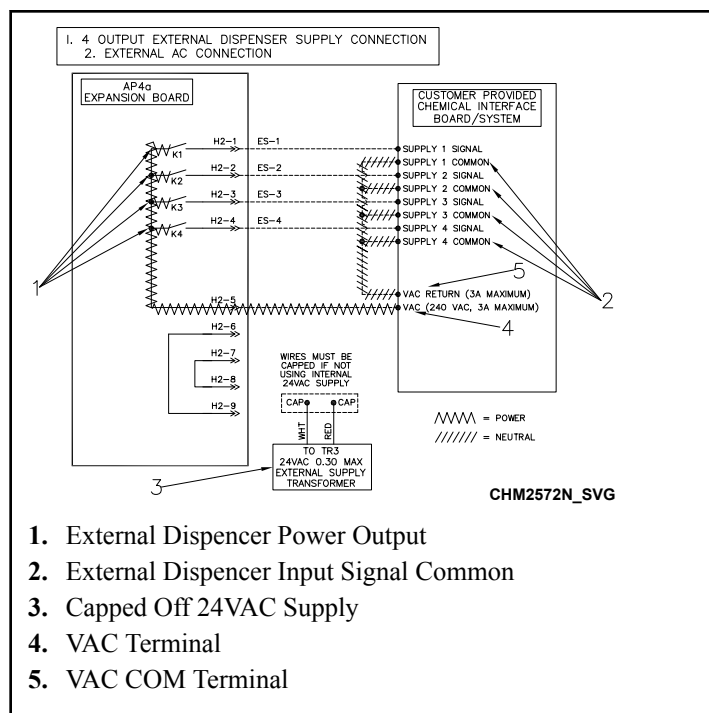 I. 4 OUTPUT EXTERNAL DISPENSER SUPPLY CONNECTION
2. EXTERNAL AC CONNECTION
AP4a
EXPANSION BOARD
CUSTOMER PROVIDED
CHEMICAL INTERFACE
BOARD/SYSTEM
K1
H2-1 ES-1
SUPPLY 1 SIGNAL
SUPPLY 1 COMMON
K2
H2-2 ES-2
SUPPLY 2 SIGNAL
SUPPLY 2 COMMON
K3
H2-3 ES-3
SUPPLY 3 SIGNAL
SUPPLY 3 COMMON
K4
H2-4 ES-4
SUPPLY 4 SIGNAL
SUPPLY 4 COMMON
1
5
2
VAC RETURN (3A MAXIMUM)
H2-5
VAC (240 VAC, 3A MAXIMUM)
4
H2-6
H2-7
H2-8
H2-9
WIRES MUST BE
CAPPED IF NOT
USING INTERNAL
24VAC SUPPLY
CAP CAP
WHT RED
TO TR3
24VAC 0.30 MAX
EXTERNAL SUPPLY
TRANSFORMER
3
= POWER
= NEUTRAL
CHM2572N_SVG
1. External Dispencer Power Output
2. External Dispencer Input Signal Common
3. Capped Off 24VAC Supply
4. VAC Terminal
5. VAC COM Terminal